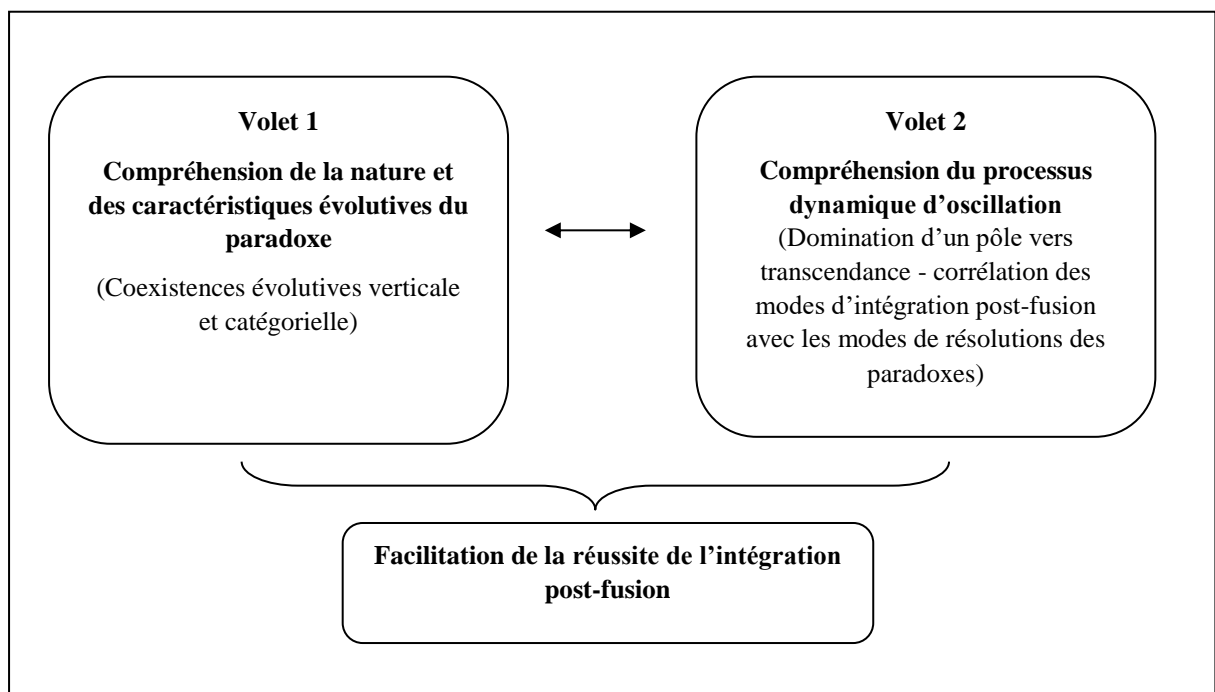 Volet 1
Compréhension de la nature et
des caractéristiques évolutives du
paradoxe
(Coexistences évolutives verticale
et catégorielle)
Volet 2
Compréhension du processus
dynamique d’oscillation
(Domination d’un pôle vers
transcendance - corrélation des
modes d’intégration post-fusion
avec les modes de résolutions des
paradoxes)
Facilitation de la réussite de l’intégration
post-fusion